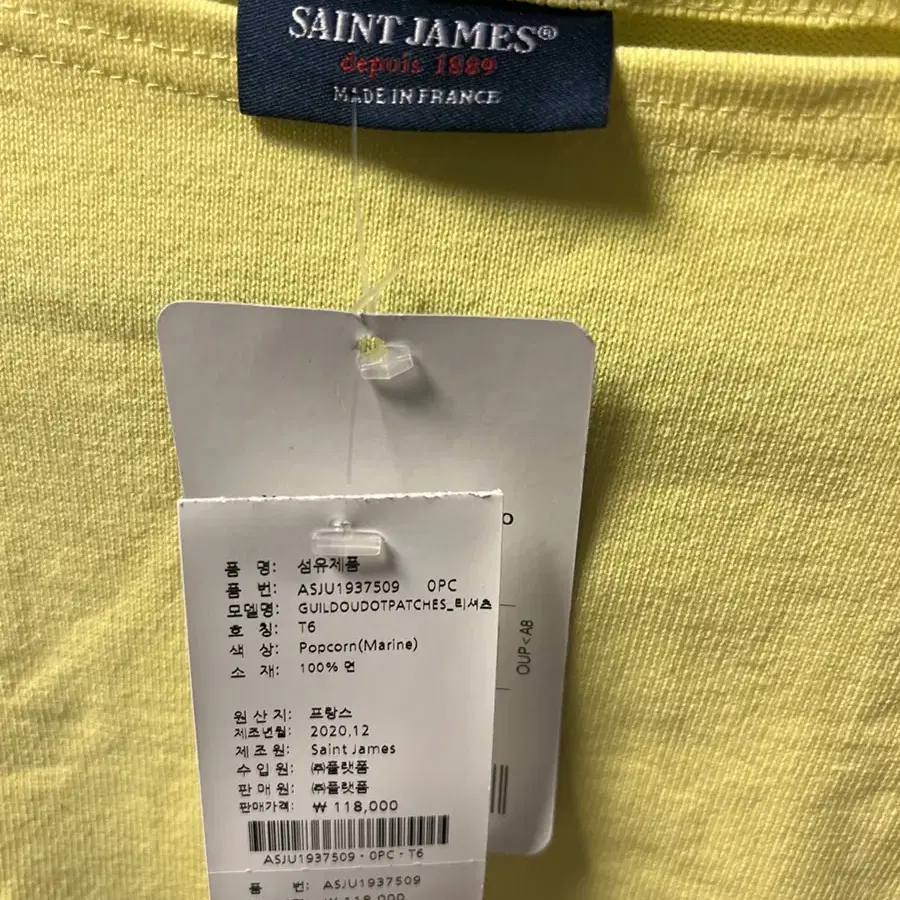 SAINT JAMES®
depuis 1889
MADE IN FRANCE
품 명: 섬유제품
품 번: ASJU1937509 0PC
모델명: GUILDOUDOTPATCHES_티셔츠
호 칭: T6
색 상: Popcorn(Marine)
소 재: 100% 면
원 산 지: 프랑스
제조년월: 2020.12
제 조 원: Saint James
수 입 원: ㈜플랫폼
판 매 원: ㈜플랫폼
판매가격: ₩ 118,000
ASJU1937509 - 0PC - T6
품 번: ASJU1937509
₩ 118,000
OUP<A8